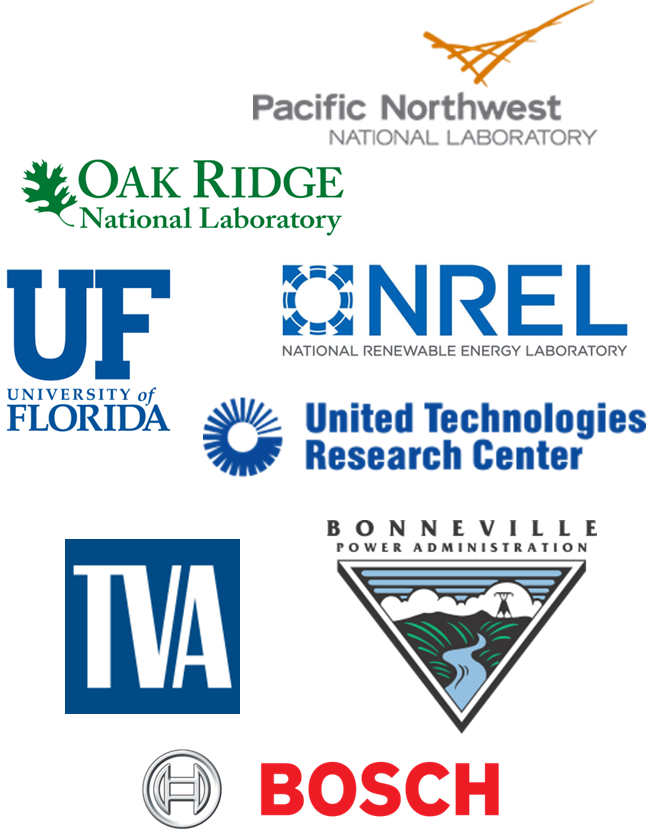 Pacific Northwest
NATIONAL LABORATORY
OAK RIDGE
National Laboratory
UF
UNIVERSITY of
FLORIDA
NREL
NATIONAL RENEWABLE ENERGY LABORATORY
United Technologies
Research Center
TVA
BONNEVILLE
POWER ADMINISTRATION
BOSCH